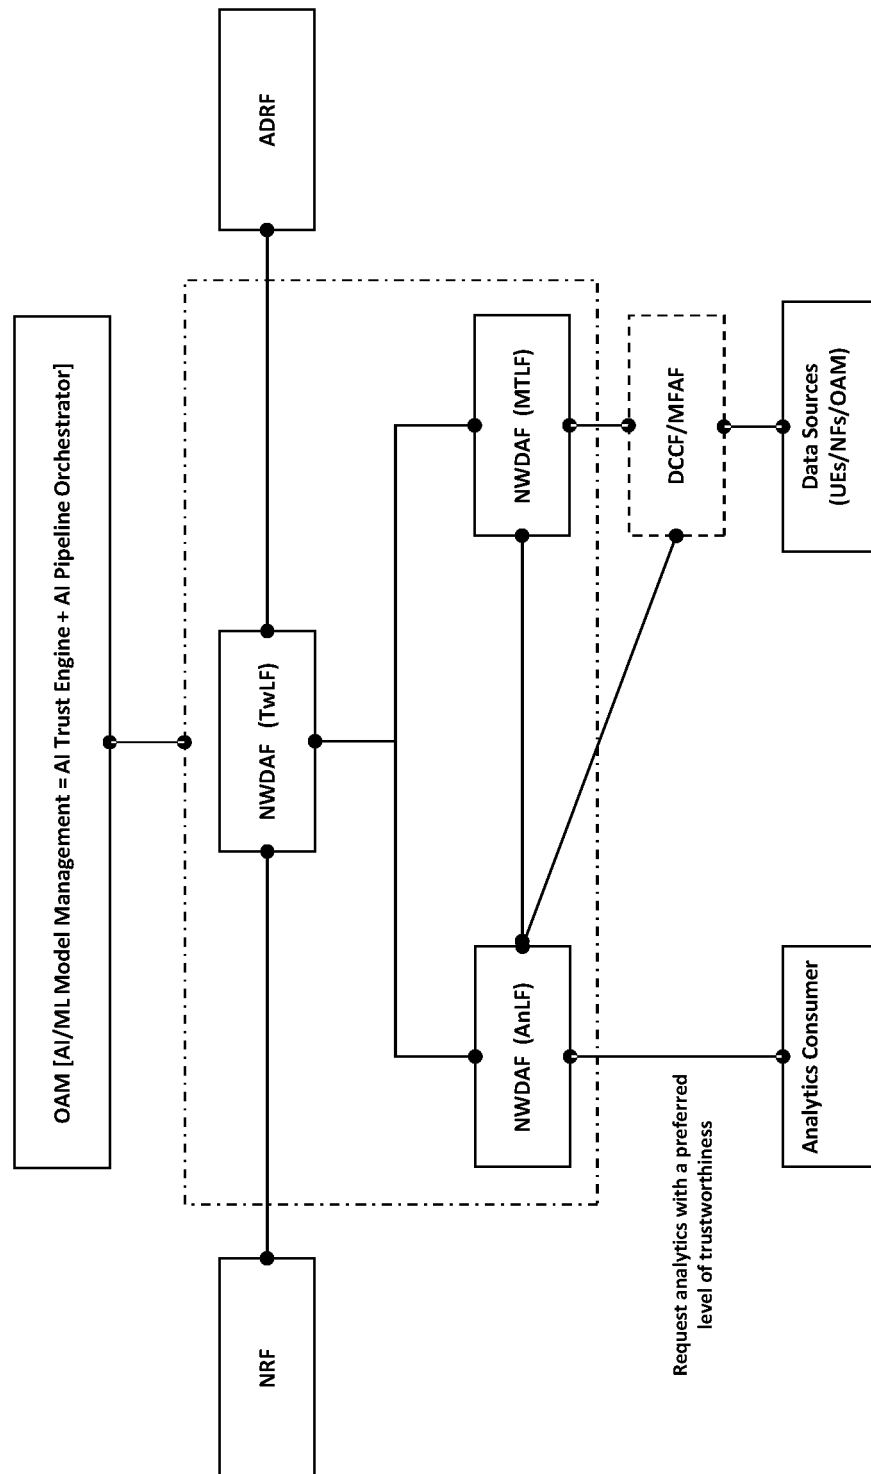 OAM [AI/ML Model Management = AI Trust Engine + AI Pipeline Orchestrator]
NRF
NWDAF (TwLF)
ADRF
NWDAF (AnLF)
NWDAF (MTLF)
Request analytics with a preferred
level of trustworthiness
DCCF/MFAF
Analytics Consumer
Data Sources
(UEs/NFs/OAM)